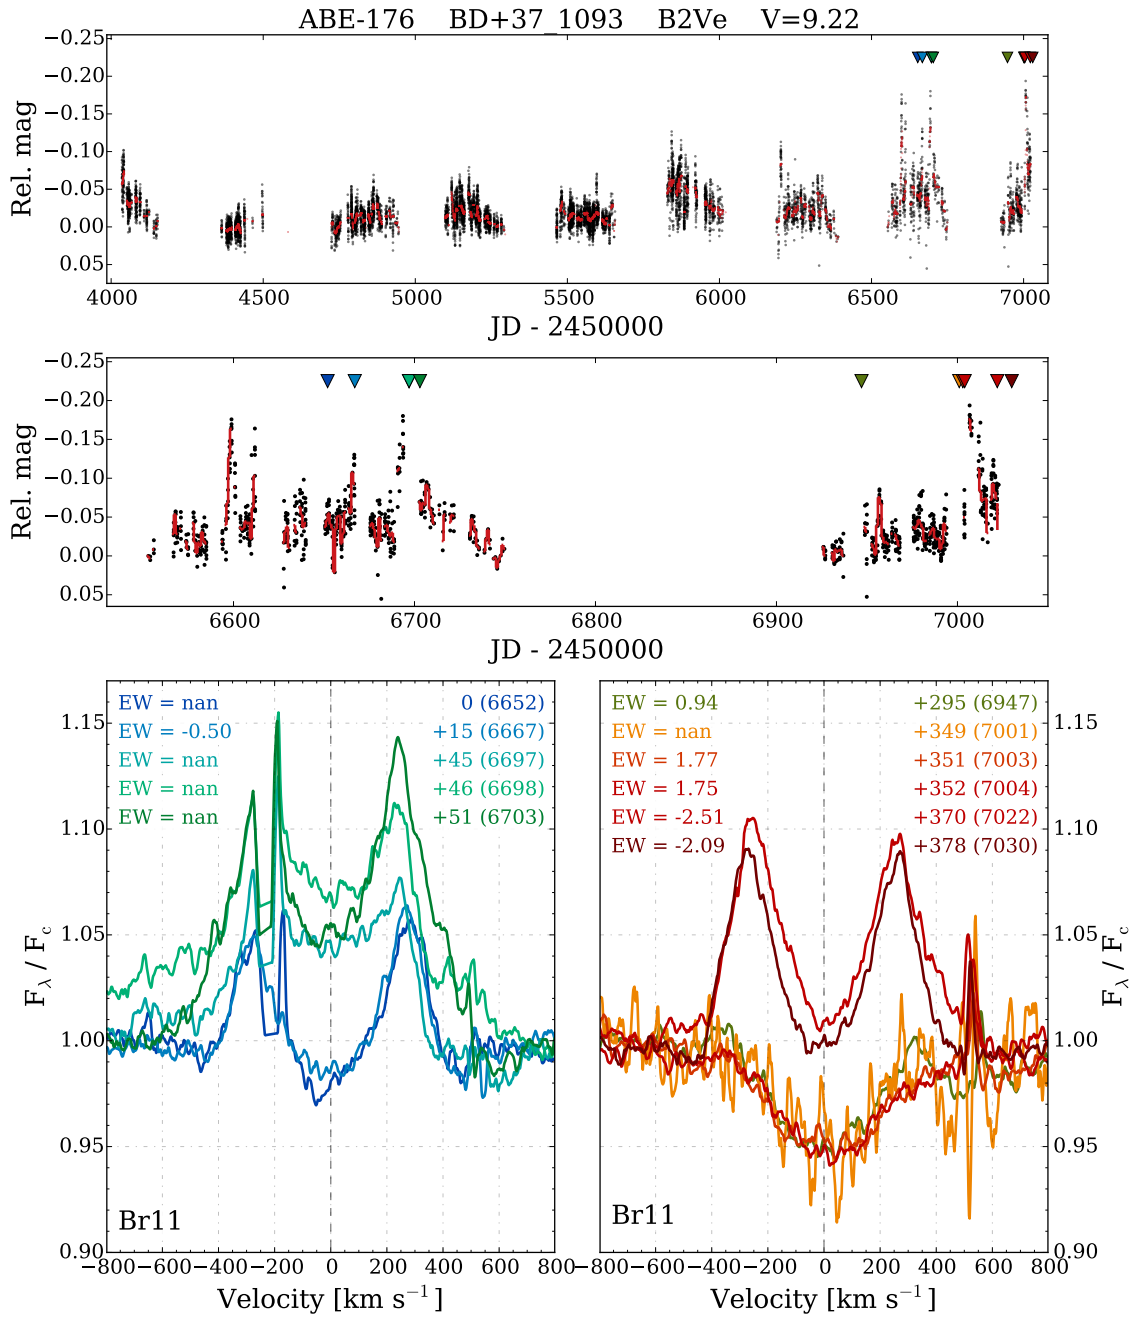 ABE-176 BD+37_1093 B2Ve V=9.22
−0.25
−0.20
−0.15
−0.10
−0.05
0.00
0.05
Rel. mag
4000 4500 5000 5500 6000 6500 7000
JD - 2450000
−0.25
−0.20
−0.15
−0.10
−0.05
0.00
0.05
Rel. mag
6600 6700 6800 6900 7000
JD - 2450000
EW = nan 0 (6652)
EW = -0.50 +15 (6667)
EW = nan +45 (6697)
EW = nan +46 (6698)
EW = nan +51 (6703)
1.15
1.10
1.05
1.00
0.95
0.90
F_λ / F_c
Br11
−800 −600 −400 −200 0 200 400 600 800
Velocity [km s⁻¹]
EW = 0.94 +295 (6947)
EW = nan +349 (7001)
EW = 1.77 +351 (7003)
EW = 1.75 +352 (7004)
EW = -2.51 +370 (7022)
EW = -2.09 +378 (7030)
1.15
1.10
1.05
1.00
0.95
0.90
F_λ / F_c
Br11
−800 −600 −400 −200 0 200 400 600 800
Velocity [km s⁻¹]